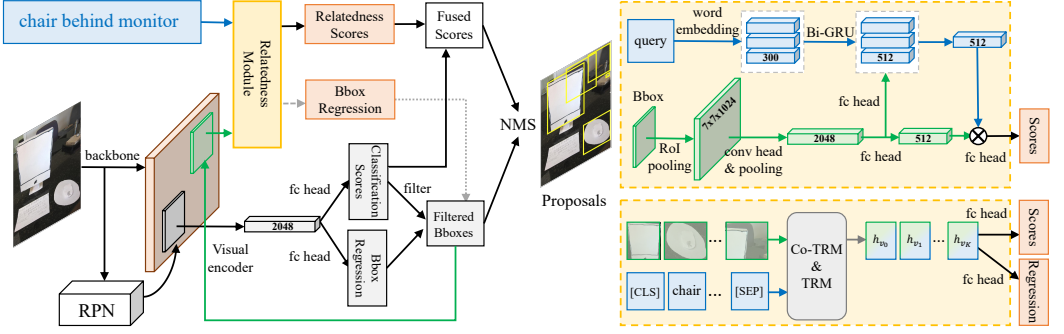 chair behind monitor
Relatedness
Module
Relatedness
Scores
Fused
Scores
Bbox
Regression
NMS
backbone
Visual
encoder
RPN
2048
fc head
fc head
Classification
Scores
Bbox
Regression
filter
Filtered
Bboxes
Proposals
query
word
embedding
300
Bi-GRU
512
512
fc head
Bbox
RoI
pooling
7x7x1024
conv head
& pooling
2048
fc head
512
fc head
Scores
[CLS]
chair
...
[SEP]
...
Co-TRM
&
TRM
h_{v_0}
h_{v_1}
...
h_{v_K}
fc head
fc head
Scores
Regression